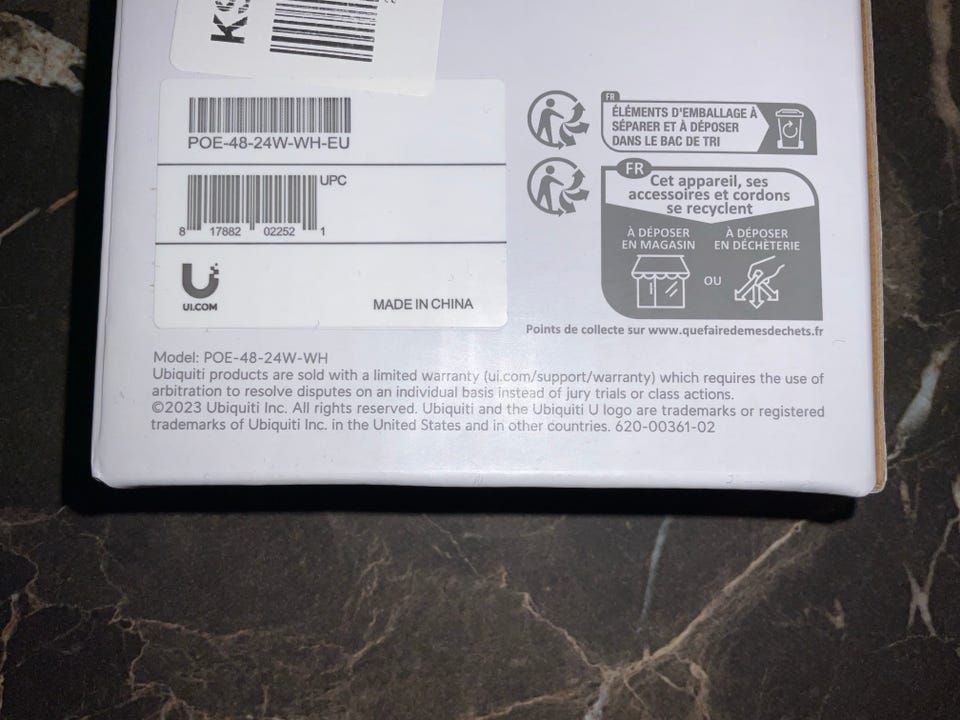 POE-48-24W-WH-EU
UPC
8 17882 02252 1
U
UI.COM
MADE IN CHINA
FR
ÉLÉMENTS D'EMBALLAGE À
SÉPARER ET À DÉPOSER
DANS LE BAC DE TRI
FR
Cet appareil, ses
accessoires et cordons
se recyclent
À DÉPOSER
EN MAGASIN
OU
À DÉPOSER
EN DÉCHÈTERIE
Points de collecte sur www.quefairedemesdechets.fr
Model: POE-48-24W-WH
Ubiquiti products are sold with a limited warranty (ui.com/support/warranty) which requires the use of
arbitration to resolve disputes on an individual basis instead of jury trials or class actions.
©2023 Ubiquiti Inc. All rights reserved. Ubiquiti and the Ubiquiti U logo are trademarks or registered
trademarks of Ubiquiti Inc. in the United States and in other countries. 620-00361-02